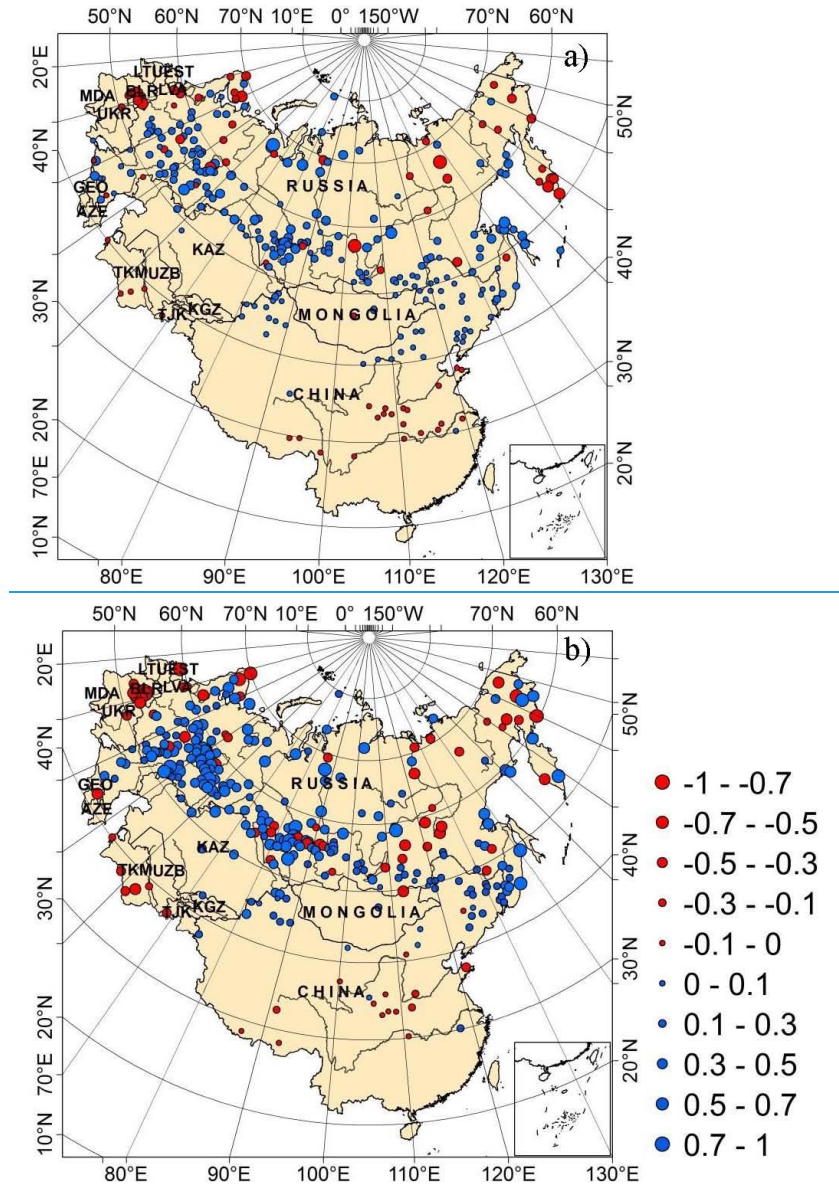 50°N 60°N 70°N 10°E 0° 150°W 70°N 60°N
a)
20°E
LTU EST
BLR LVA
MDA
UKR
50°N
40°N
RUSSIA
GEO
AZE
KAZ
40°N
TKM UZB
30°N
KGZ
TJK
MONGOLIA
30°N
CHINA
20°N
20°N
70°E
10°N
80°E 90°E 100°E 110°E 120°E 130°E
50°N 60°N 70°N 10°E 0° 150°W 70°N 60°N
b)
20°E
LTU EST
BLR LVA
MDA
UKR
50°N
40°N
RUSSIA
GEO
AZE
KAZ
40°N
TKM UZB
30°N
KGZ
TJK
MONGOLIA
30°N
CHINA
20°N
20°N
70°E
10°N
80°E 90°E 100°E 110°E 120°E 130°E
-1 - -0.7
-0.7 - -0.5
-0.5 - -0.3
-0.3 - -0.1
-0.1 - 0
0 - 0.1
0.1 - 0.3
0.3 - 0.5
0.5 - 0.7
0.7 - 1